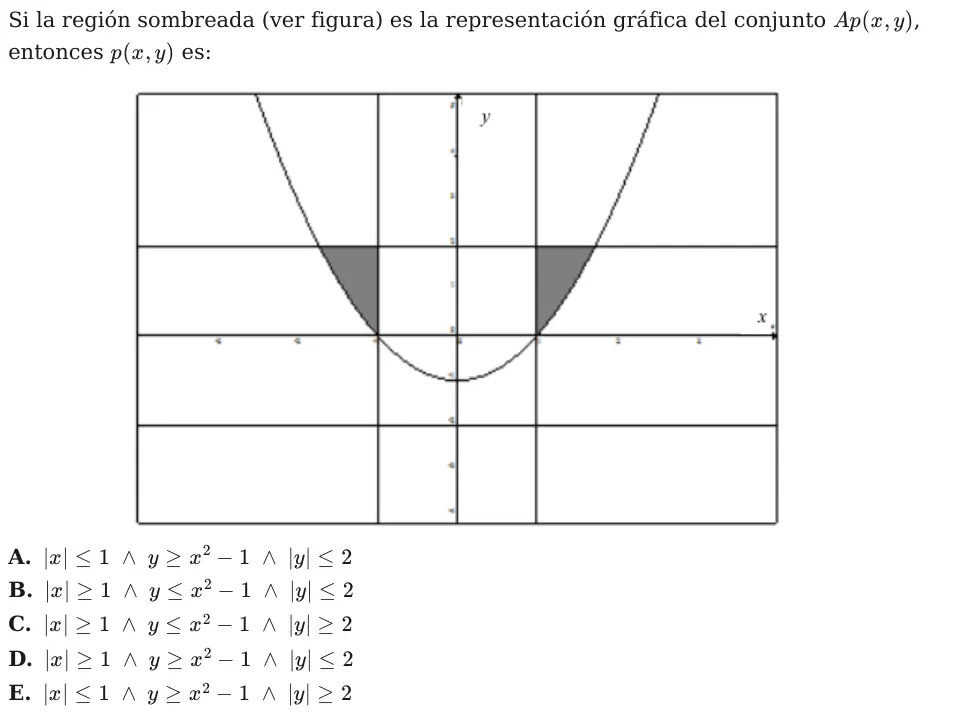 Si la región sombreada (ver figura) es la representación gráfica del conjunto Ap(x, y),
entonces p(x, y) es:
y
x
A. |x| ≤ 1 ∧ y ≥ x² − 1 ∧ |y| ≤ 2
B. |x| ≥ 1 ∧ y ≤ x² − 1 ∧ |y| ≤ 2
C. |x| ≥ 1 ∧ y ≤ x² − 1 ∧ |y| ≥ 2
D. |x| ≥ 1 ∧ y ≥ x² − 1 ∧ |y| ≤ 2
E. |x| ≤ 1 ∧ y ≥ x² − 1 ∧ |y| ≥ 2